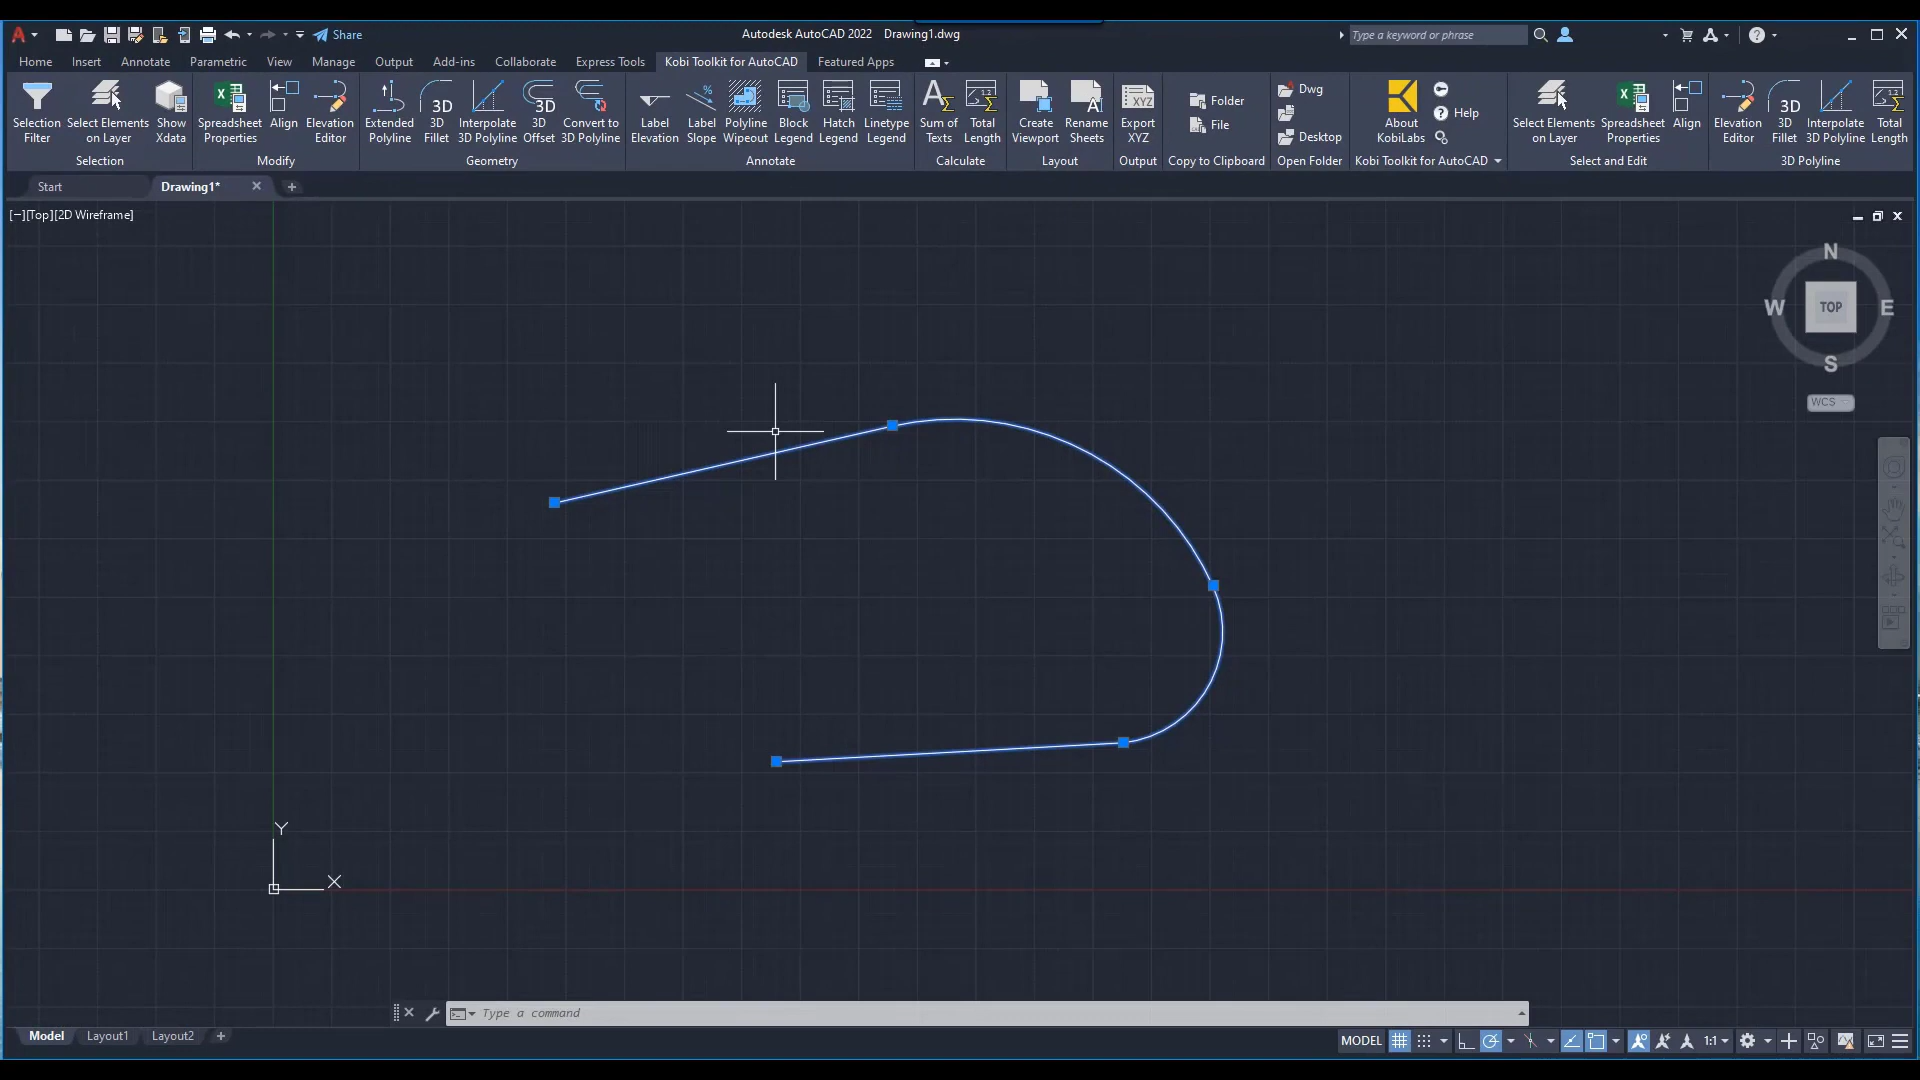 Share
Autodesk AutoCAD 2022 Drawing1.dwg
Type a keyword or phrase
Home Insert Annotate Parametric View Manage Output Add-ins Collaborate Express Tools Kobi Toolkit for AutoCAD Featured Apps
Selection Filter
Select Elements on Layer
Show Xdata
Selection
Spreadsheet Properties
Align
Elevation Editor
Modify
Extended Polyline
3D
3D Fillet
Interpolate 3D Polyline
3D
3D Offset
Convert to 3D Polyline
Geometry
Label Elevation
Label Slope
Polyline Wipeout
Block Legend
Hatch Legend
Linetype Legend
Annotate
Sum of Texts
Total Length
Calculate
Create Viewport
Rename Sheets
Layout
XYZ
Export XYZ
Output
Folder
File
Copy to Clipboard
Dwg
Desktop
Open Folder
About KobiLabs
Help
Kobi Toolkit for AutoCAD
Select Elements on Layer
Spreadsheet Properties
Align
Select and Edit
Elevation Editor
3D
3D Fillet
Interpolate 3D Polyline
Total Length
3D Polyline
Start Drawing1*
[−][Top][2D Wireframe]
N
W TOP E
S
WCS
Y
X
Type a command
Model Layout1 Layout2
MODEL 1:1